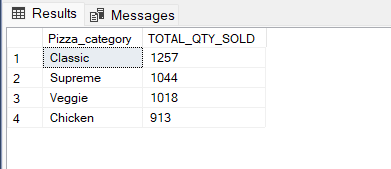 Results Messages
Pizza_category TOTAL_QTY_SOLD
1 Classic 1257
2 Supreme 1044
3 Veggie 1018
4 Chicken 913